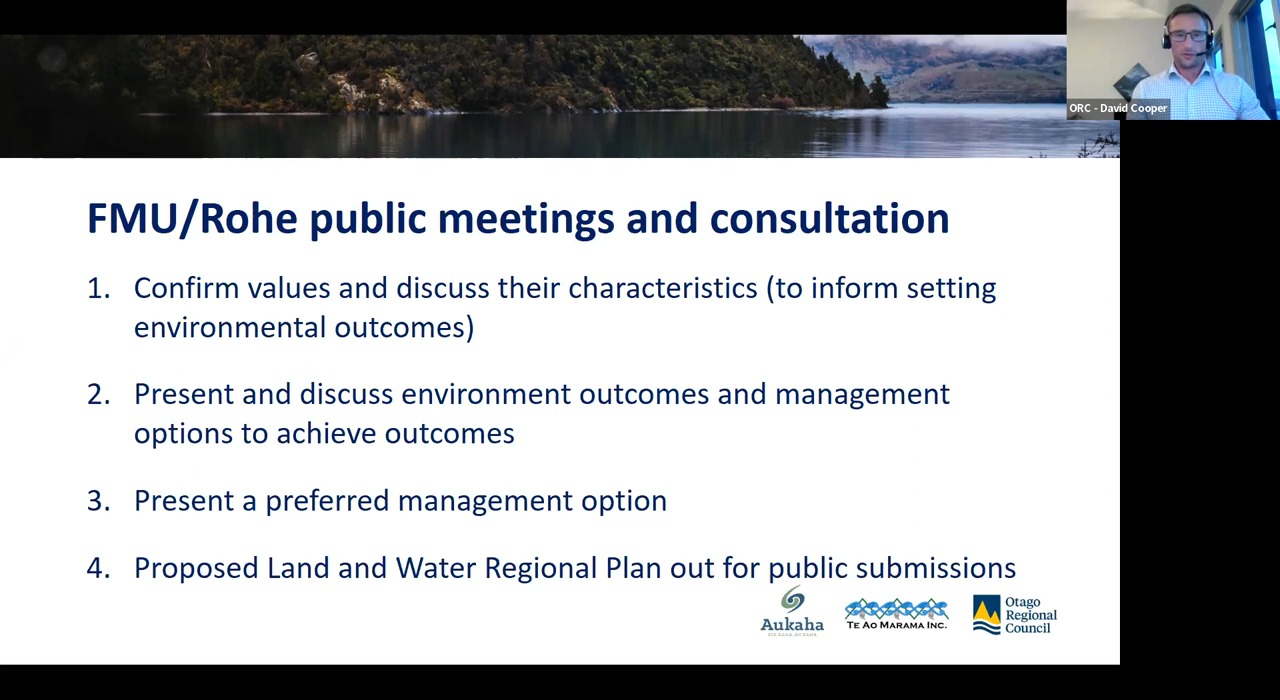 ORC - David Cooper
FMU/Rohe public meetings and consultation
1. Confirm values and discuss their characteristics (to inform setting
environmental outcomes)
2. Present and discuss environment outcomes and management
options to achieve outcomes
3. Present a preferred management option
4. Proposed Land and Water Regional Plan out for public submissions
Aukaha
TE AO MARAMA INC.
Otago
Regional
Council